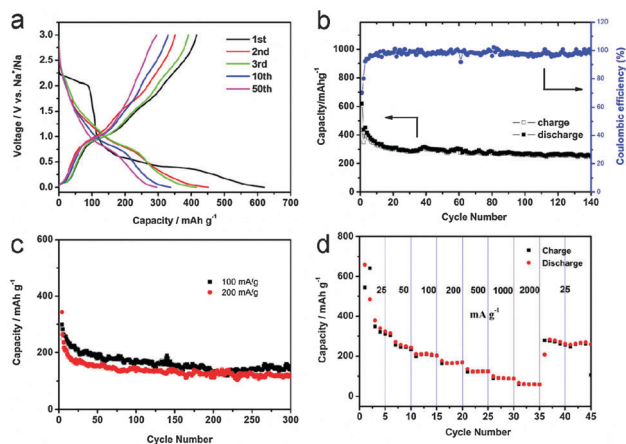 a
1st
2nd
3rd
10th
50th
Voltage / V vs. Na⁺/Na
3.0
2.5
2.0
1.5
1.0
0.5
0.0
0 100 200 300 400 500 600 700
Capacity / mAh g⁻¹
b
Capacity/mAhg⁻¹
1000
800
600
400
200
0
charge
discharge
100
80
60
40
20
0
Coulombic efficiency (%)
0 20 40 60 80 100 120 140
Cycle Number
c
Capacity / mAh g⁻¹
600
400
200
0
100 mA/g
200 mA/g
0 50 100 150 200 250 300
Cycle Number
d
Capacity / mAh g⁻¹
800
600
400
200
0
Charge
Discharge
25 50 100 200 500 1000 2000 25
mA g⁻¹
0 5 10 15 20 25 30 35 40 45
Cycle Number